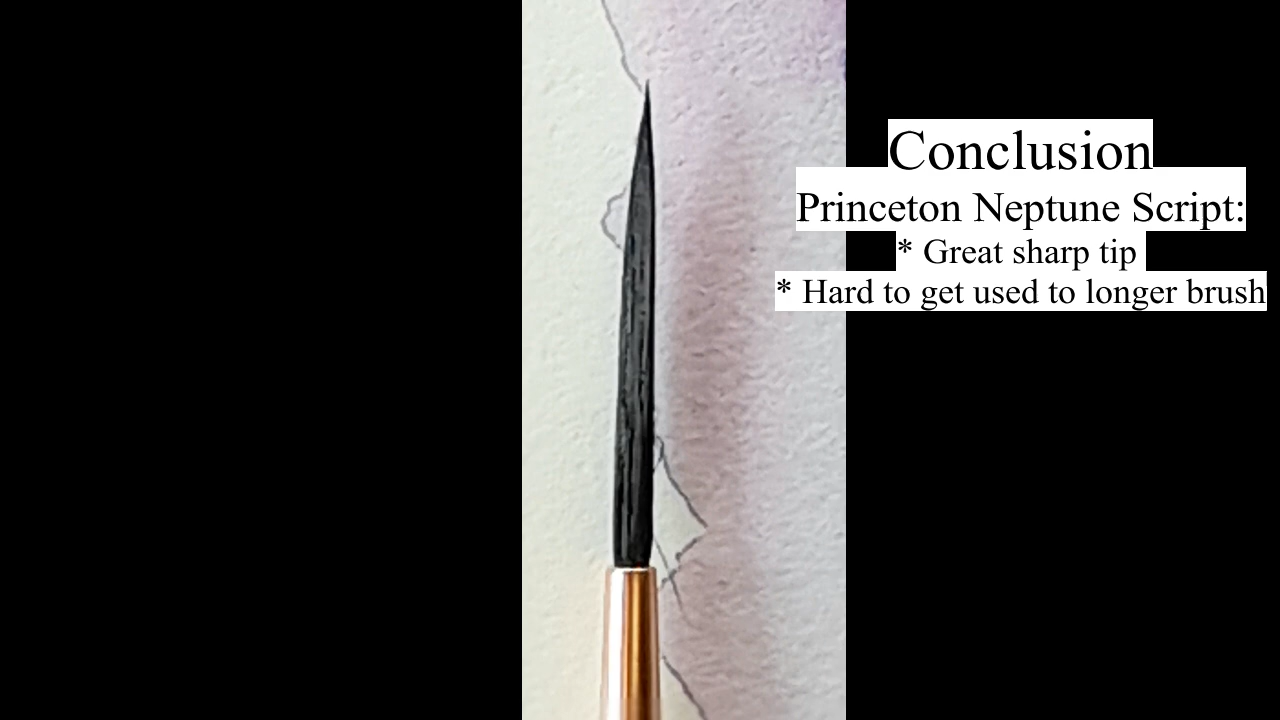 Conclusion
Princeton Neptune Script:
* Great sharp tip
* Hard to get used to longer brush